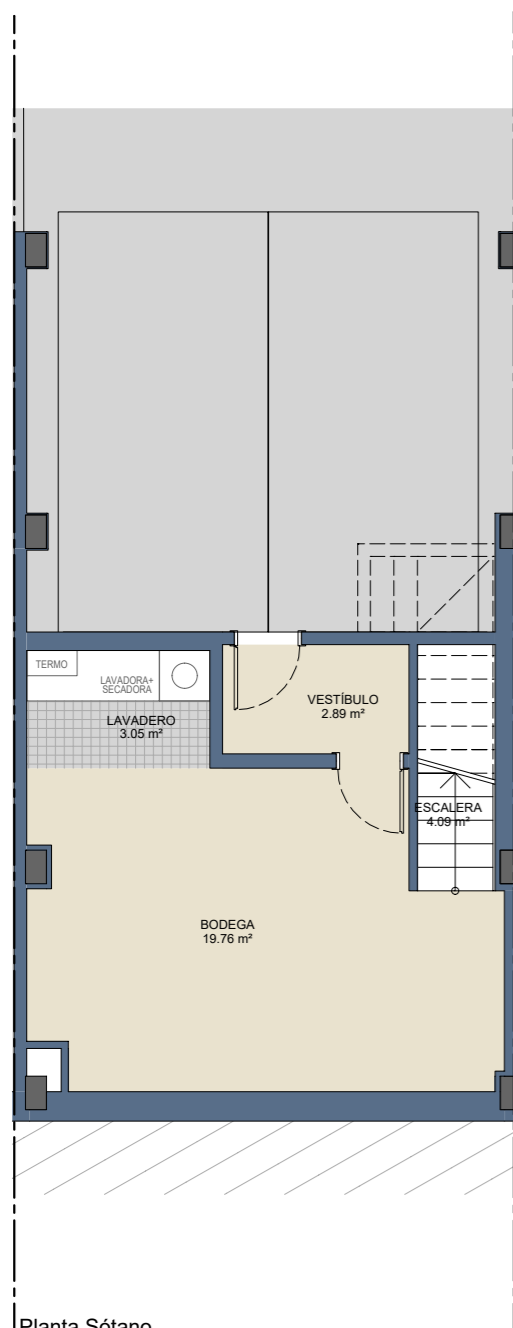 TERMO
LAVADORA+
SECADORA
LAVADERO
3.05 m²
VESTÍBULO
2.89 m²
ESCALERA
4.09 m²
BODEGA
19.76 m²
Planta Sótano